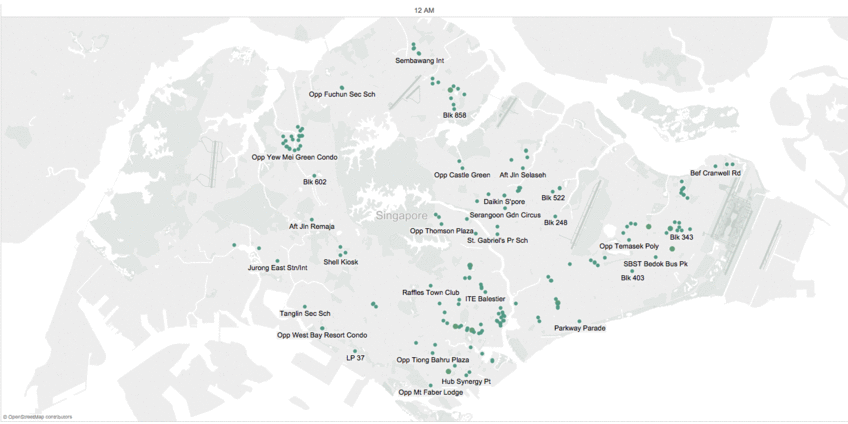 12 AM
Sembawang Int
Opp Fuchun Sec Sch
Blk 858
Opp Yew Mei Green Condo
Opp Castle Green
Aft Jln Selaseh
Bef Cranwell Rd
Blk 602
Blk 522
Daikin S'pore
Singapore
Serangoon Gdn Circus
Blk 248
Aft Jln Remaja
Opp Thomson Plaza
St. Gabriel's Pr Sch
Blk 343
Opp Temasek Poly
Shell Kiosk
Jurong East Stn/Int
SBST Bedok Bus Pk
Blk 403
Raffles Town Club
ITE Balestier
Tanglin Sec Sch
Parkway Parade
Opp West Bay Resort Condo
LP 37
Opp Tiong Bahru Plaza
Hub Synergy Pt
Opp Mt Faber Lodge
© OpenStreetMap contributors